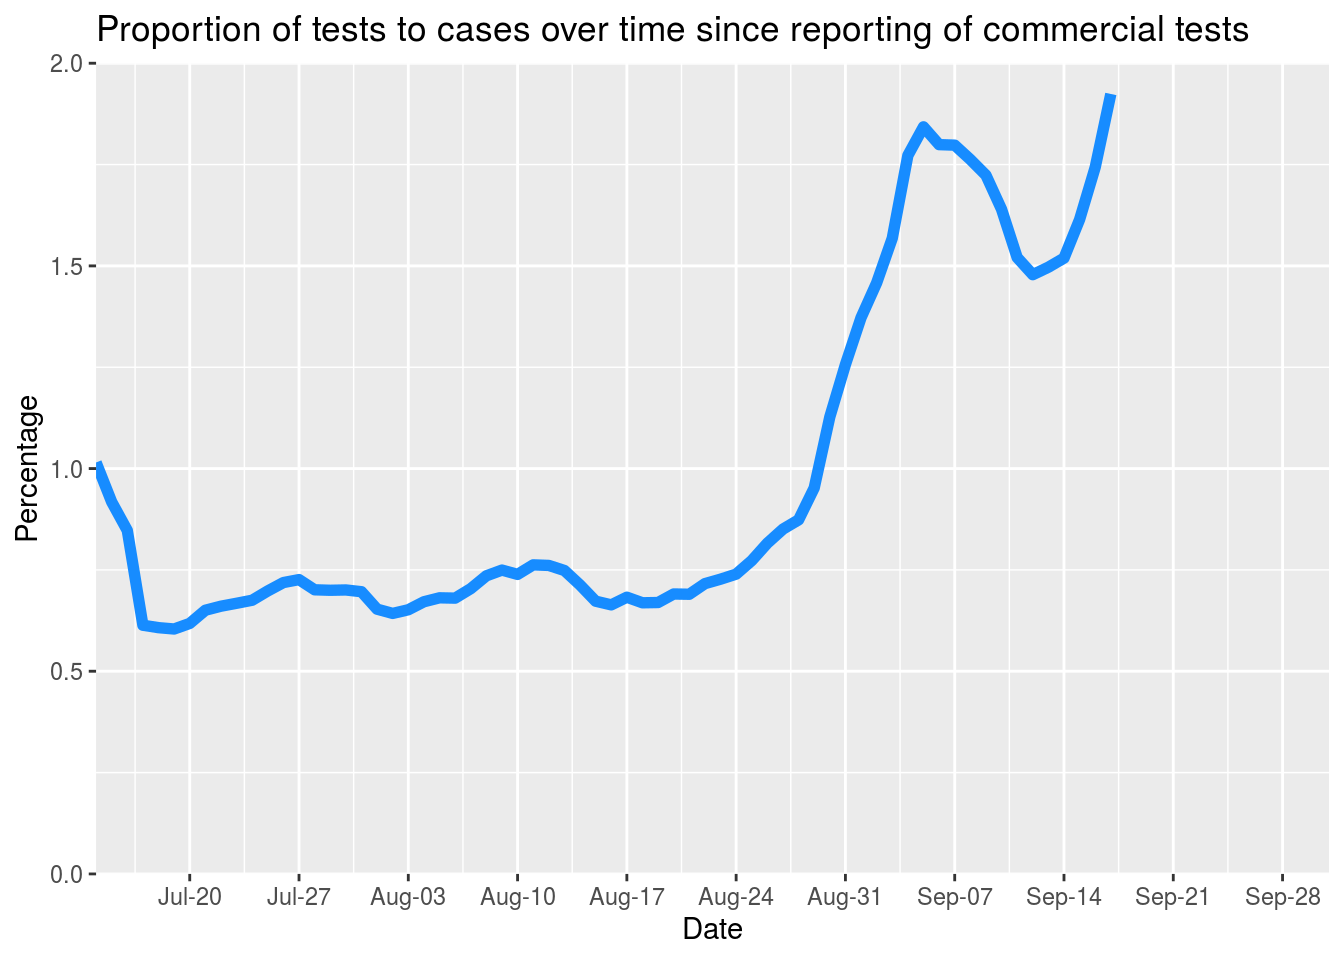 Proportion of tests to cases over time since reporting of commercial tests
2.0
1.5
1.0
0.5
0.0
Percentage
Jul-20 Jul-27 Aug-03 Aug-10 Aug-17 Aug-24 Aug-31 Sep-07 Sep-14 Sep-21 Sep-28
Date